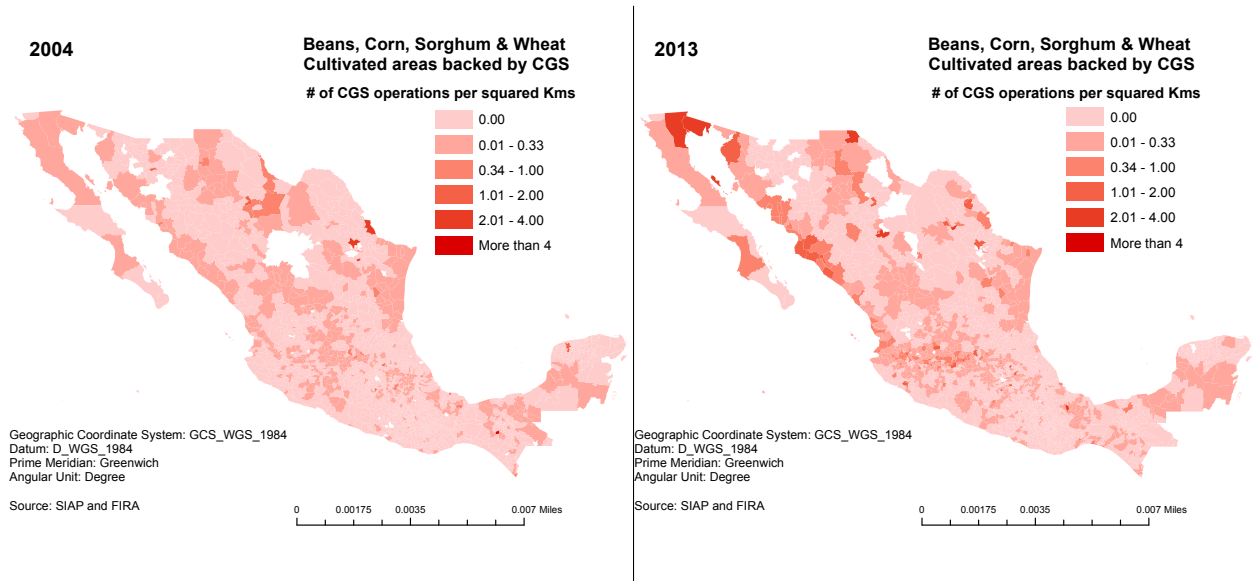 2004
Beans, Corn, Sorghum & Wheat
Cultivated areas backed by CGS
# of CGS operations per squared Kms
0.00
0.01 - 0.33
0.34 - 1.00
1.01 - 2.00
2.01 - 4.00
More than 4
Geographic Coordinate System: GCS_WGS_1984
Datum: D_WGS_1984
Prime Meridian: Greenwich
Angular Unit: Degree
Source: SIAP and FIRA
0 0.00175 0.0035 0.007 Miles
2013
Beans, Corn, Sorghum & Wheat
Cultivated areas backed by CGS
# of CGS operations per squared Kms
0.00
0.01 - 0.33
0.34 - 1.00
1.01 - 2.00
2.01 - 4.00
More than 4
Geographic Coordinate System: GCS_WGS_1984
Datum: D_WGS_1984
Prime Meridian: Greenwich
Angular Unit: Degree
Source: SIAP and FIRA
0 0.00175 0.0035 0.007 Miles